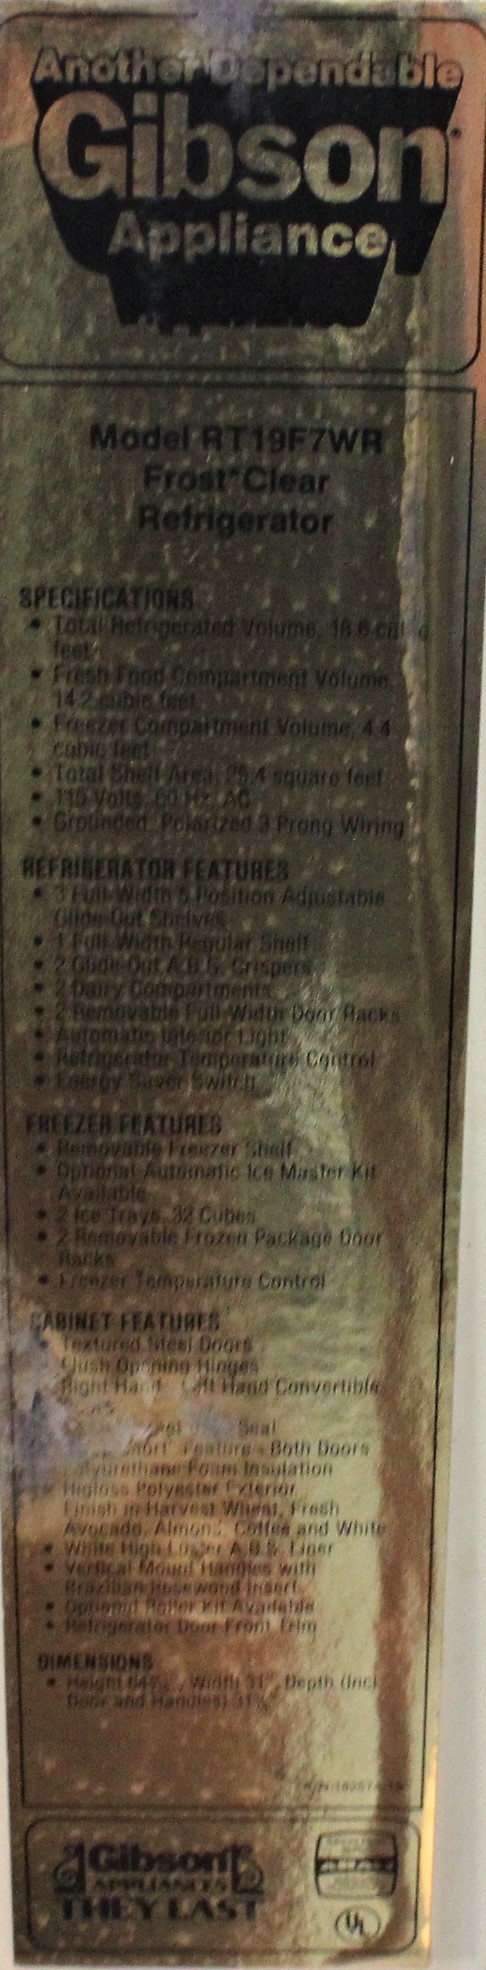 Another Dependable
Gibson
Appliance
Model RT19F7WR
Frost*Clear
Refrigerator
SPECIFICATIONS
• Total Refrigerated Volume, 18.6 cubic
feet
• Fresh Food Compartment Volume,
14.2 cubic feet
• Freezer Compartment Volume, 4.4
cubic feet
• Total Shelf Area, 25.4 square feet
• 115 Volts, 60 Hz, AC
• Grounded, Polarized 3 Prong Wiring
REFRIGERATOR FEATURES
• 3 Full-Width 5 Position Adjustable
Glide-Out Shelves
• 1 Full-Width Regular Shelf
• 2 Glide-Out A.B.S. Crispers
• 2 Dairy Compartments
• 2 Removable Full-Width Door Racks
• Automatic Interior Light
• Refrigerator Temperature Control
• Energy Saver Switch
FREEZER FEATURES
• Removable Freezer Shelf
• Optional Automatic Ice Master Kit
Available
• 2 Ice Trays, 32 Cubes
• 2 Removable Frozen Package Door
Racks
• Freezer Temperature Control
CABINET FEATURES
• Textured Steel Doors
Flush Opening Hinges
Right Hand Left Hand Convertible
Seal
Features Both Doors
Polyurethane Foam Insulation
Higloss Polyester Exterior
Finish in Harvest Wheat, Fresh
Avocado, Almond, Coffee and White
• White High Luster A.B.S. Liner
• Vertical Mount Handles with
Brazilian Rosewood Insert
• Optional Roller Kit Available
• Refrigerator Door Front Trim
DIMENSIONS
• Height Width 31", Depth (Incl.
Door and Handles)
Gibson
APPLIANCES
THEY LAST
UL